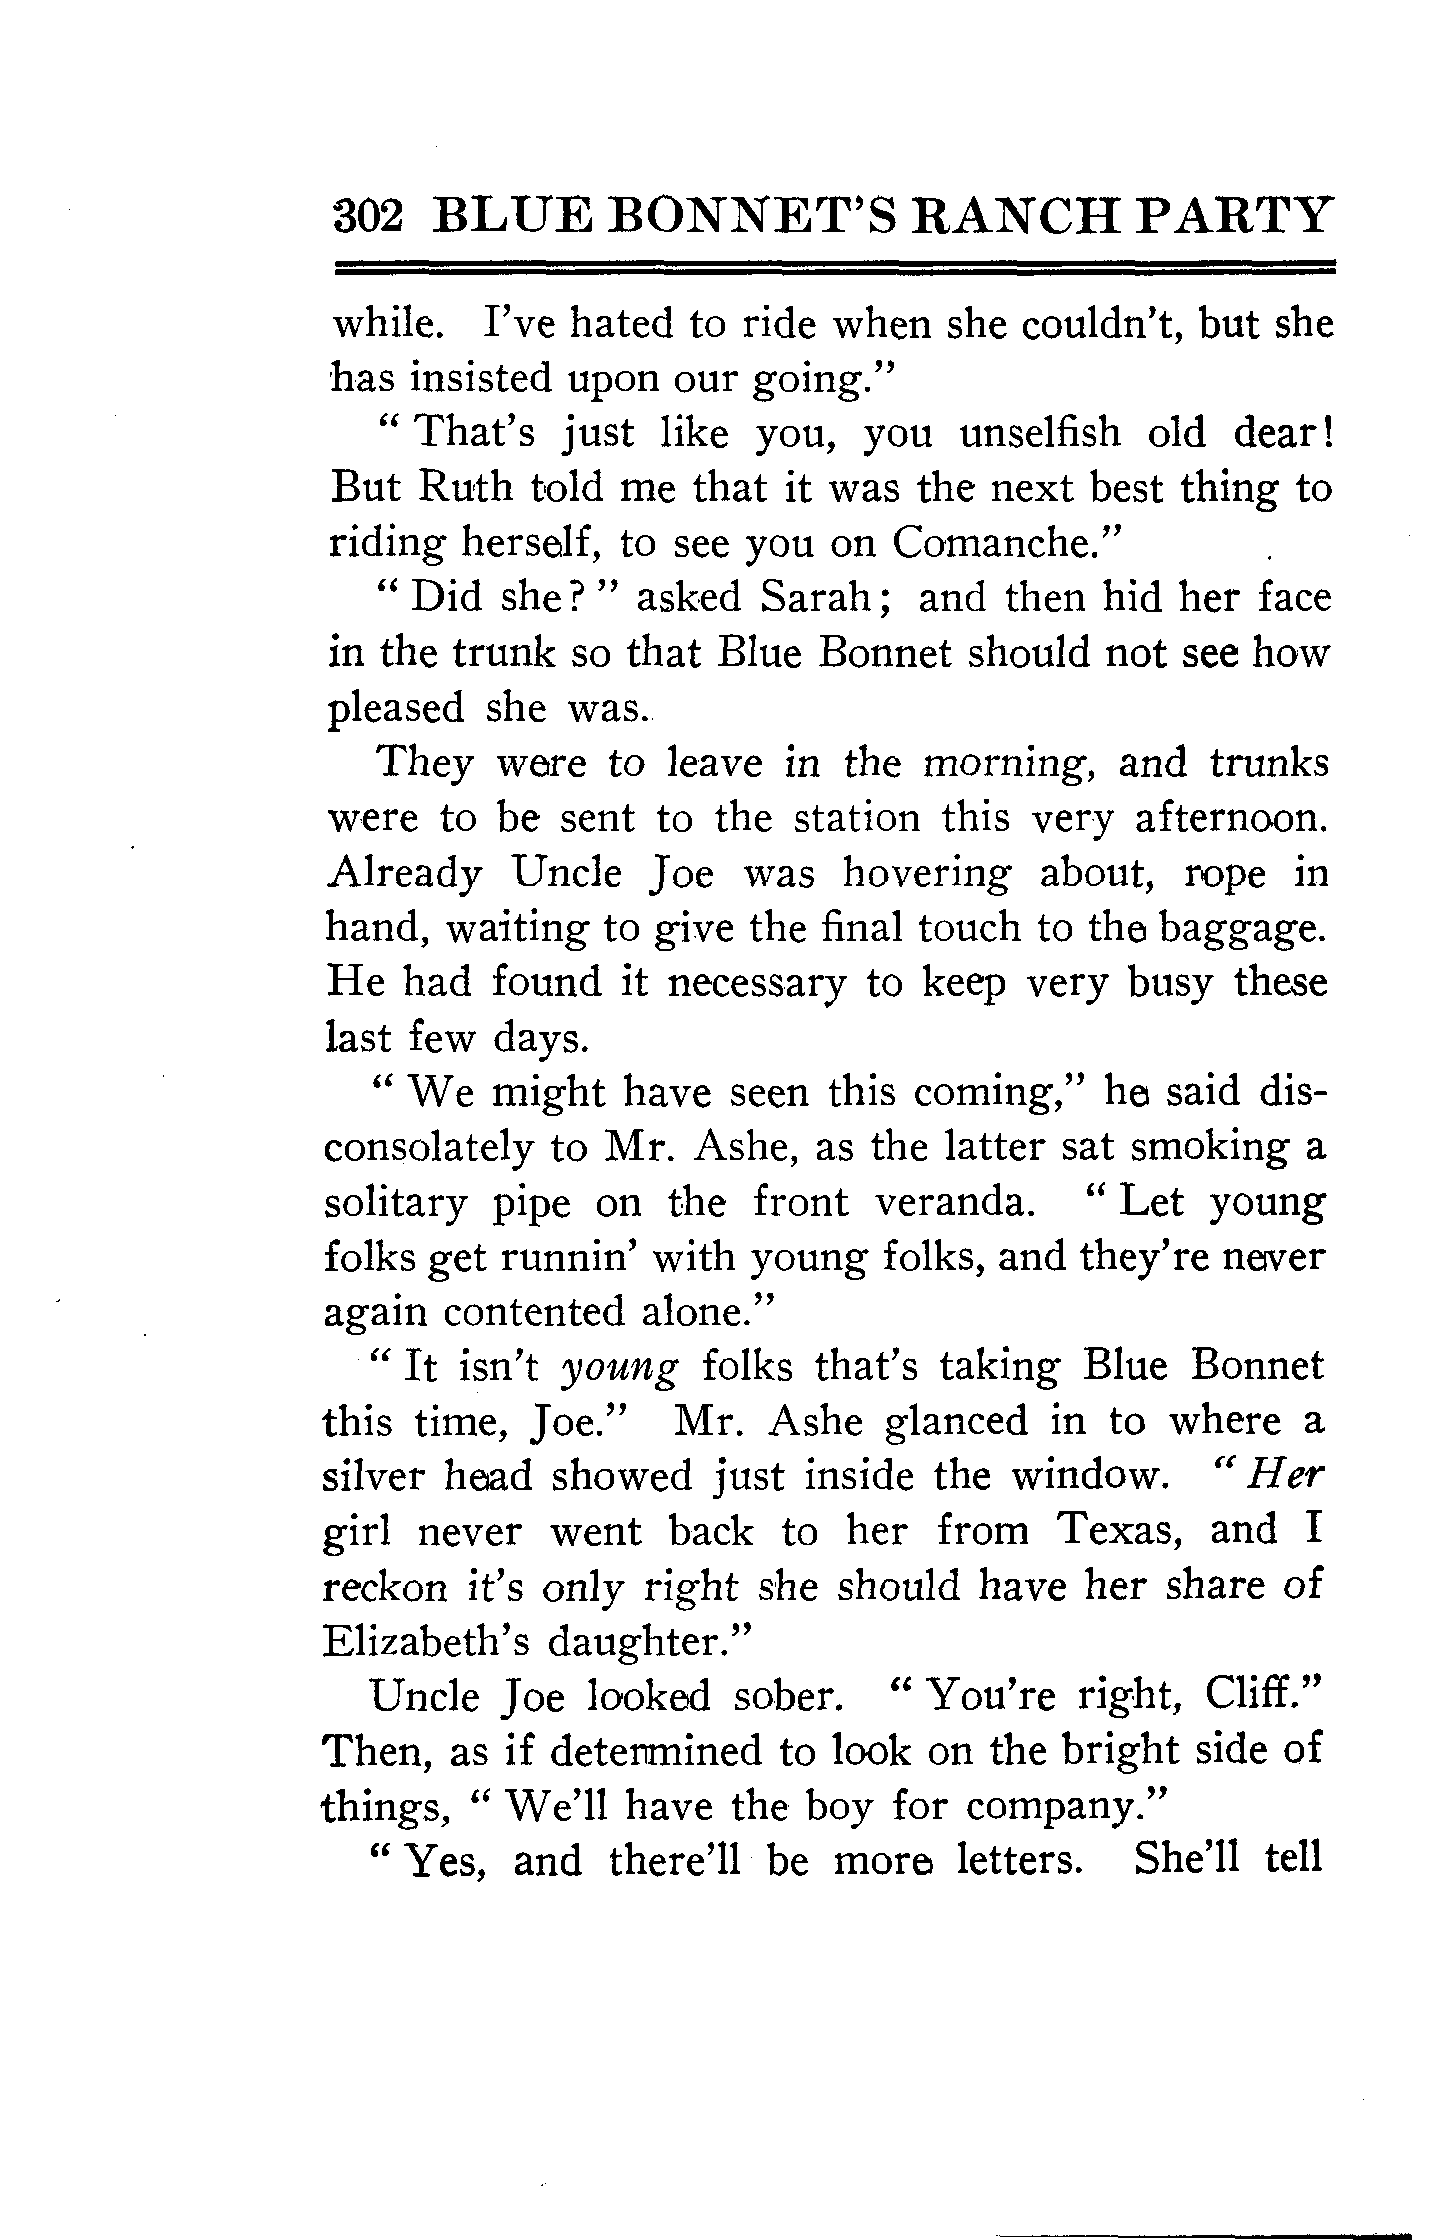 302 BLUE BONNET'S RANCH PARTY
while. I've hated to ride when she couldn't, but she
has insisted upon our going."
" That's just like you, you unselfish old dear!
But Ruth told me that it was the next best thing to
riding herself, to see you on Comanche."
" Did she? " asked Sarah; and then hid her face
in the trunk so that Blue Bonnet should not see how
pleased she was.
They were to leave in the morning, and trunks
were to be sent to the station this very afternoon.
Already Uncle Joe was hovering about, rope in
hand, waiting to give the final touch to the baggage.
He had found it necessary to keep very busy these
last few days.
" We might have seen this coming," he said dis-
consolately to Mr. Ashe, as the latter sat smoking a
solitary pipe on the front veranda. " Let young
folks get runnin' with young folks, and they're never
again contented alone."
" It isn't young folks that's taking Blue Bonnet
this time, Joe." Mr. Ashe glanced in to where a
silver head showed just inside the window. " Her
girl never went back to her from Texas, and I
reckon it's only right she should have her share of
Elizabeth's daughter."
Uncle Joe looked sober. " You're right, Cliff."
Then, as if determined to look on the bright side of
things, " We'll have the boy for company."
" Yes, and there'll be more letters. She'll tell